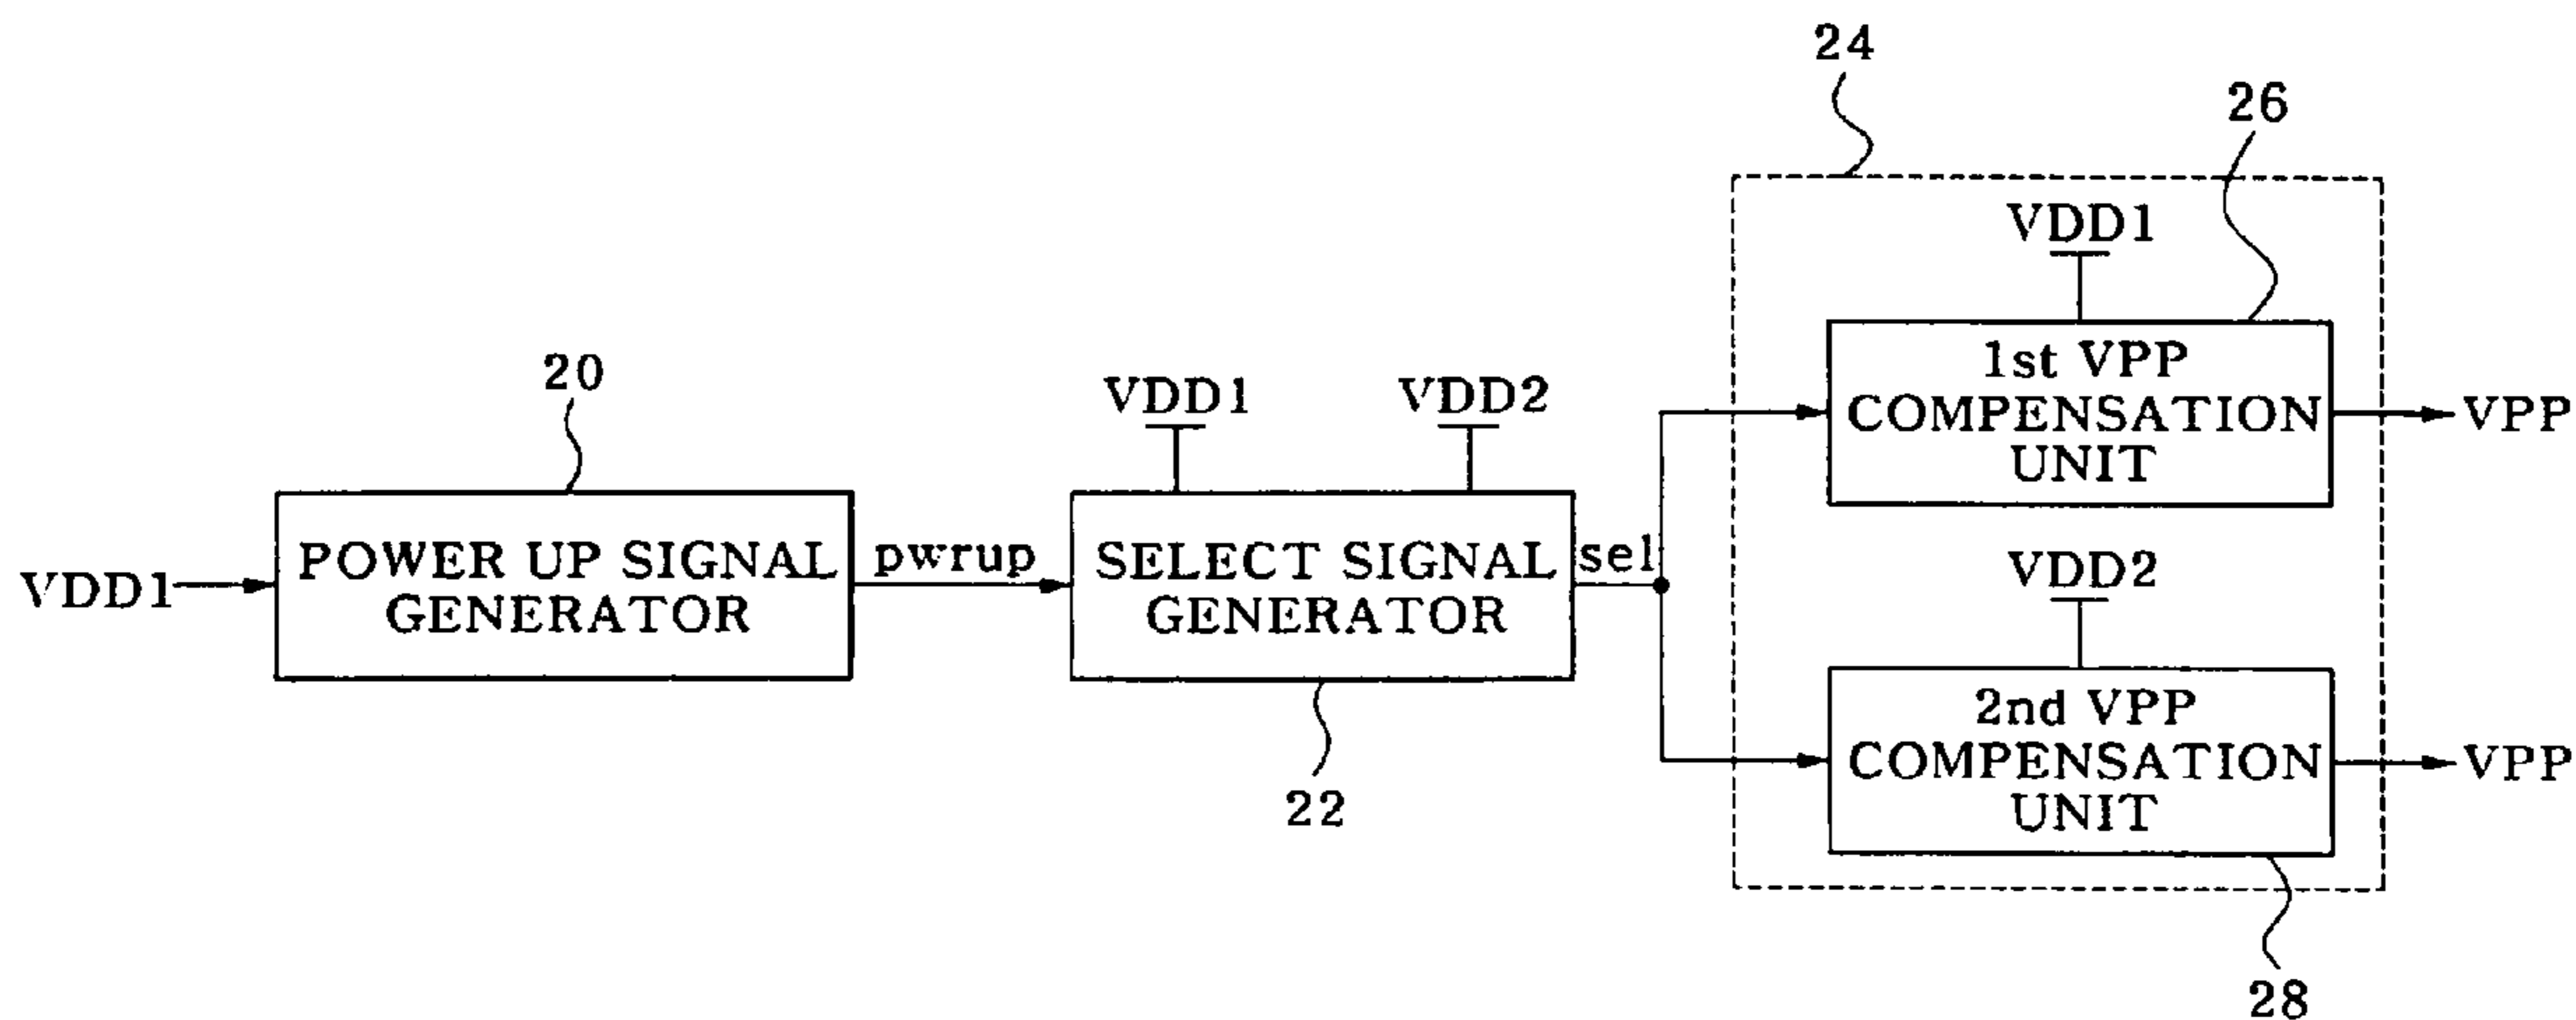 24
26
VDD1
1st VPP
COMPENSATION
UNIT
VPP
20
VDD1
VDD2
VDD1
POWER UP SIGNAL
GENERATOR
pwrup
SELECT SIGNAL
GENERATOR
sel
22
VDD2
2nd VPP
COMPENSATION
UNIT
VPP
28